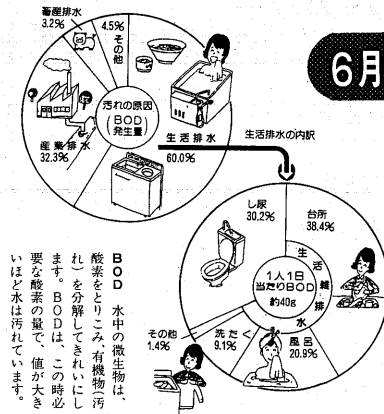 畜産排水
3.2%
4.5%
その他
6月
汚れの原因
(BOD
発生量)
産業排水
32.3%
生活排水
60.0%
生活排水の内訳
し尿
30.2%
台所
38.4%
生活雑排水
1人1日
当たりBOD
約40g
その他
1.4%
洗たく
9.1%
風呂
20.9%
BOD 水中の微生物は、
酸素をとりこみ、有機物(汚
れ)を分解してきれいにし
ます。BODは、この時必
要な酸素の量で、値が大き
いほど水は汚れています。